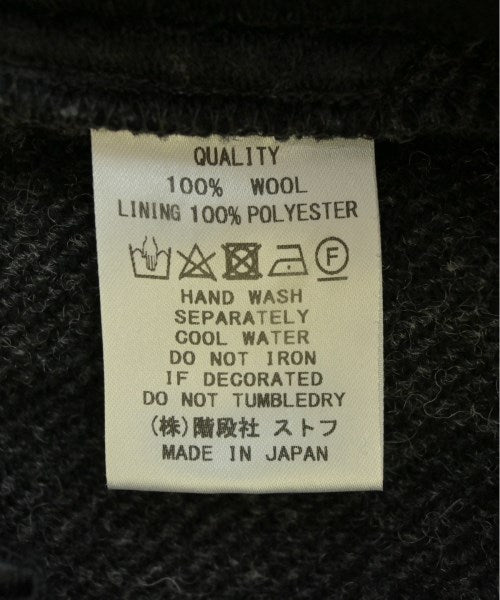 QUALITY
100% WOOL
LINING 100% POLYESTER
F
HAND WASH
SEPARATELY
COOL WATER
DO NOT IRON
IF DECORATED
DO NOT TUMBLEDRY
(株)階段社 ストフ
MADE IN JAPAN